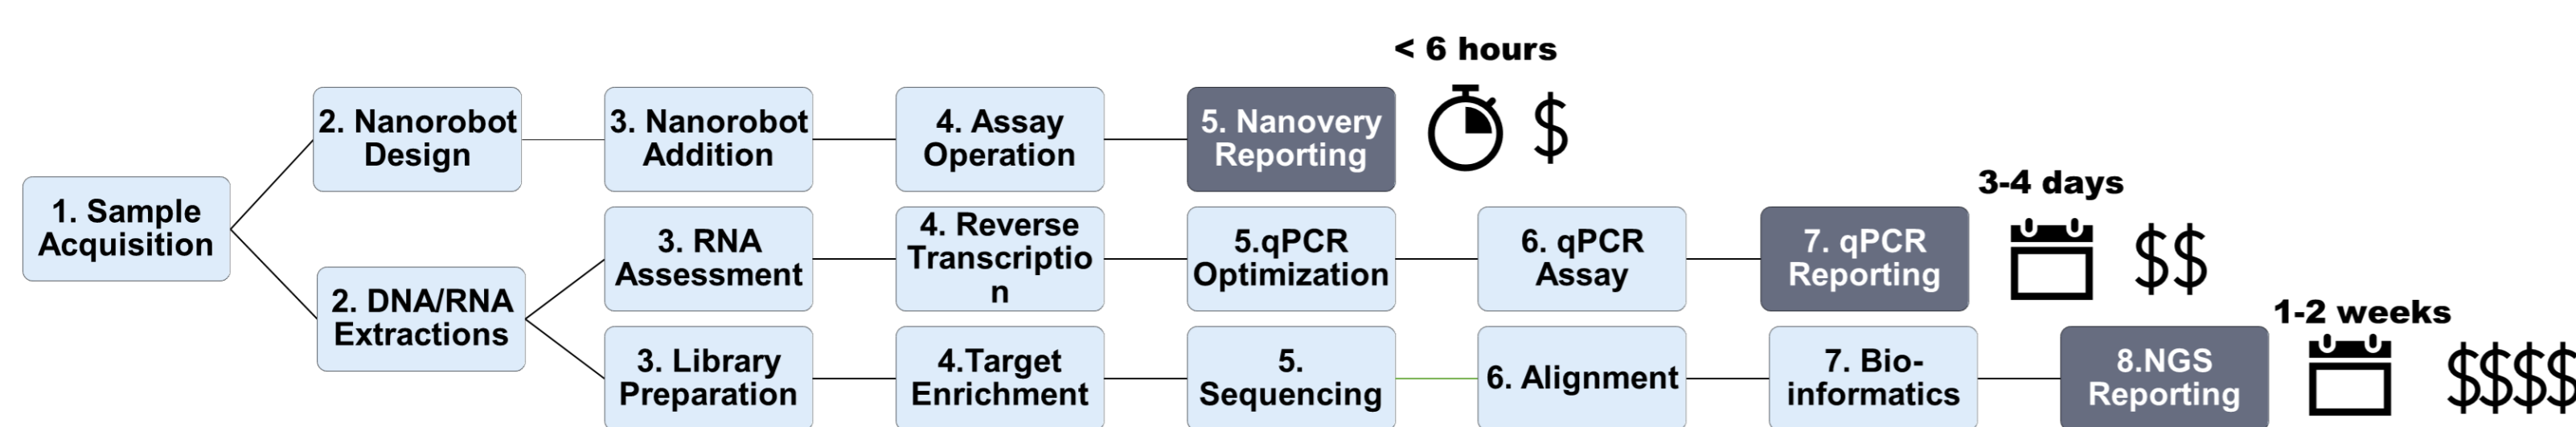 < 6 hours
2. Nanorobot
Design
3. Nanorobot
Addition
4. Assay
Operation
5. Nanovery
Reporting
$
1. Sample
Acquisition
3-4 days
3. RNA
Assessment
4. Reverse
Transcriptio
n
5.qPCR
Optimization
6. qPCR
Assay
7. qPCR
Reporting
$$
2. DNA/RNA
Extractions
1-2 weeks
3. Library
Preparation
4.Target
Enrichment
5.
Sequencing
6. Alignment
7. Bio-
informatics
8.NGS
Reporting
$$$$